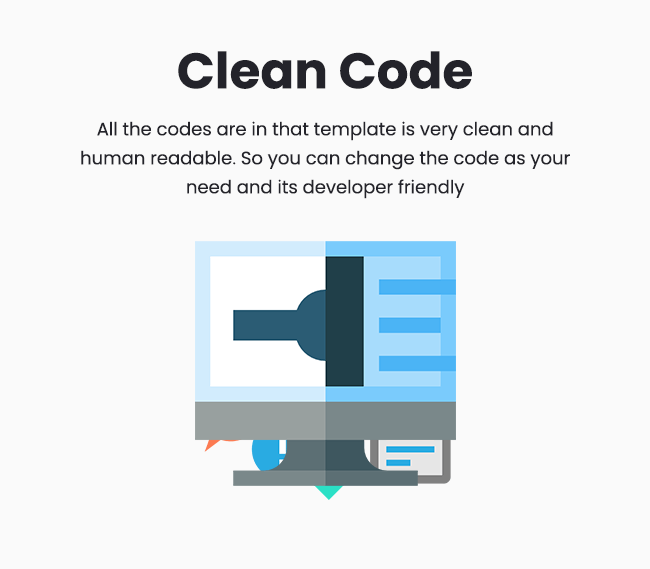 Clean Code
All the codes are in that template is very clean and
human readable. So you can change the code as your
need and its developer friendly